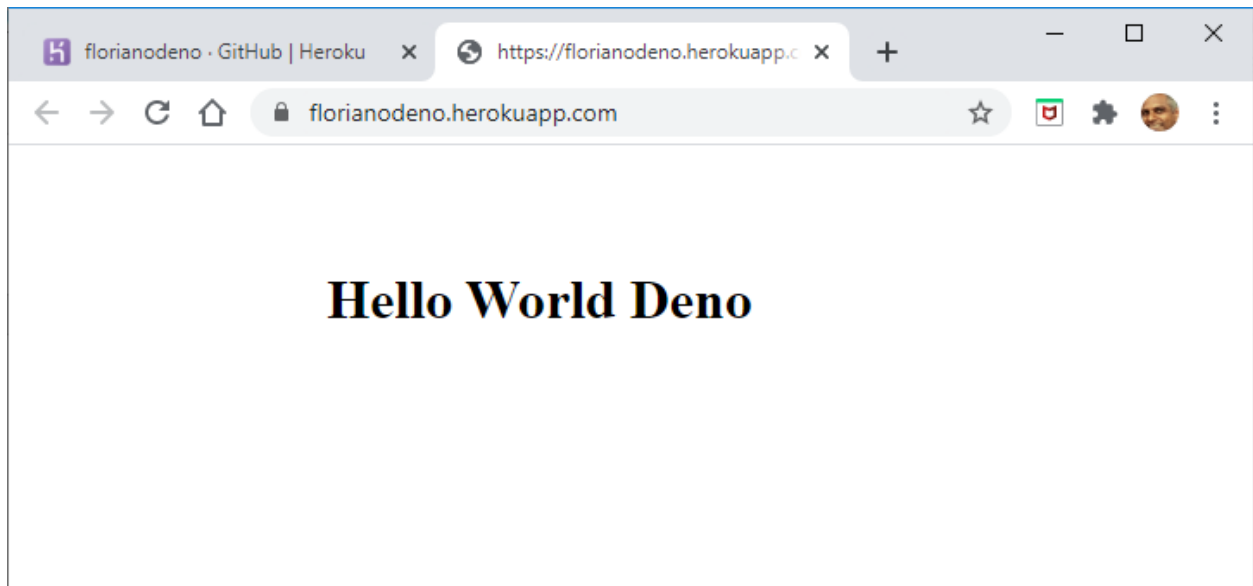 florianodeno · GitHub | Heroku
https://florianodeno.herokuapp.c
florianodeno.herokuapp.com
Hello World Deno